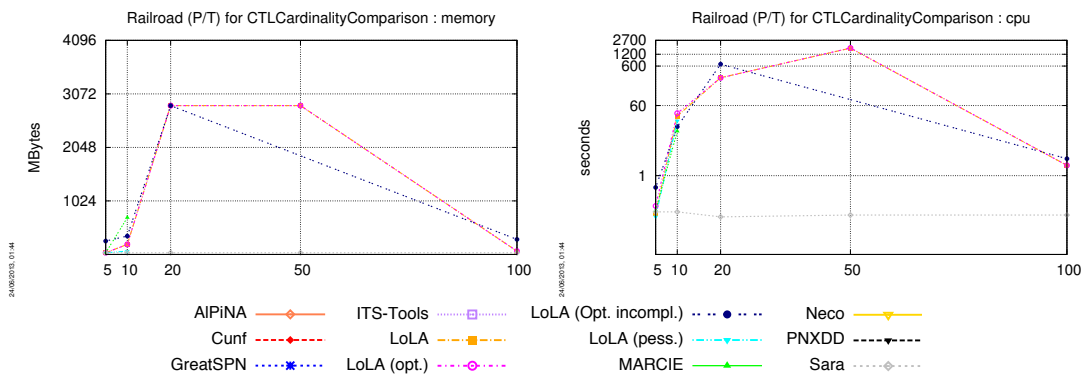 Railroad (P/T) for CTLCardinalityComparison : memory
4096
3072
2048
1024
MBytes
5 10 20 50 100
24/06/2013, 01:44
Railroad (P/T) for CTLCardinalityComparison : cpu
2700
1200
600
60
1
seconds
5 10 20 50 100
24/06/2013, 01:44
AlPiNA
Cunf
GreatSPN
ITS-Tools
LoLA
LoLA (opt.)
LoLA (Opt. incompl.)
LoLA (pess.)
MARCIE
Neco
PNXDD
Sara